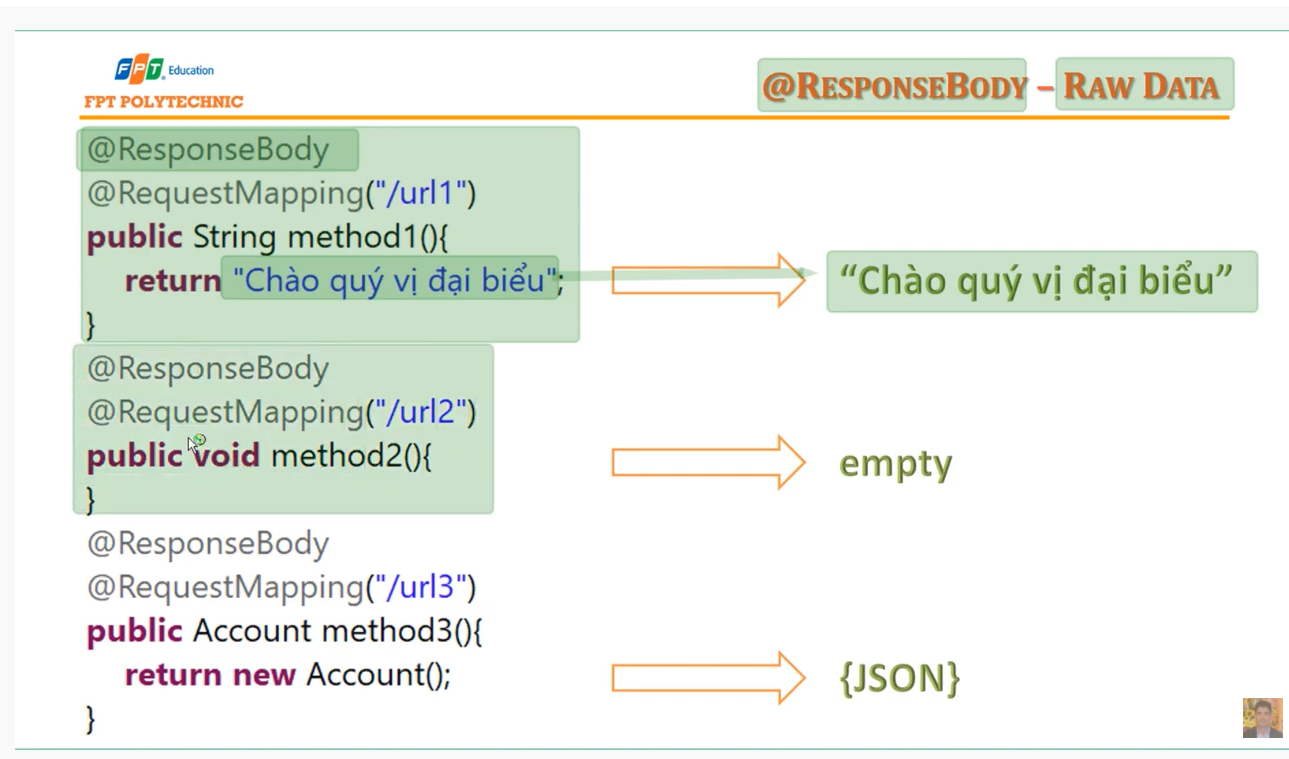 FPT Education
FPT POLYTECHNIC
@RESPONSEBODY – RAW DATA
@ResponseBody
@RequestMapping("/url1")
public String method1(){
return "Chào quý vị đại biểu";
}
“Chào quý vị đại biểu”
@ResponseBody
@RequestMapping("/url2")
public void method2(){
}
empty
@ResponseBody
@RequestMapping("/url3")
public Account method3(){
return new Account();
}
{JSON}